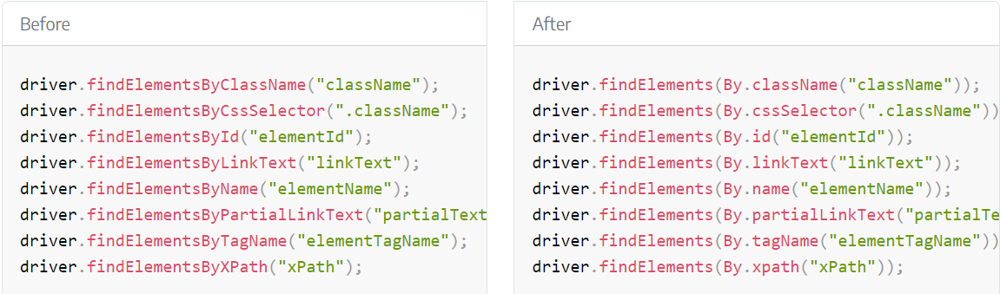 Before
driver.findElementsByClassName("className");
driver.findElementsByCssSelector(".className");
driver.findElementsById("elementId");
driver.findElementsByLinkText("linkText");
driver.findElementsByName("elementName");
driver.findElementsByPartialLinkText("partialText
driver.findElementsByTagName("elementTagName");
driver.findElementsByXPath("xPath");
After
driver.findElements(By.className("className"));
driver.findElements(By.cssSelector(".className"))
driver.findElements(By.id("elementId"));
driver.findElements(By.linkText("linkText"));
driver.findElements(By.name("elementName"));
driver.findElements(By.partialLinkText("partialTe
driver.findElements(By.tagName("elementTagName"))
driver.findElements(By.xpath("xPath"));